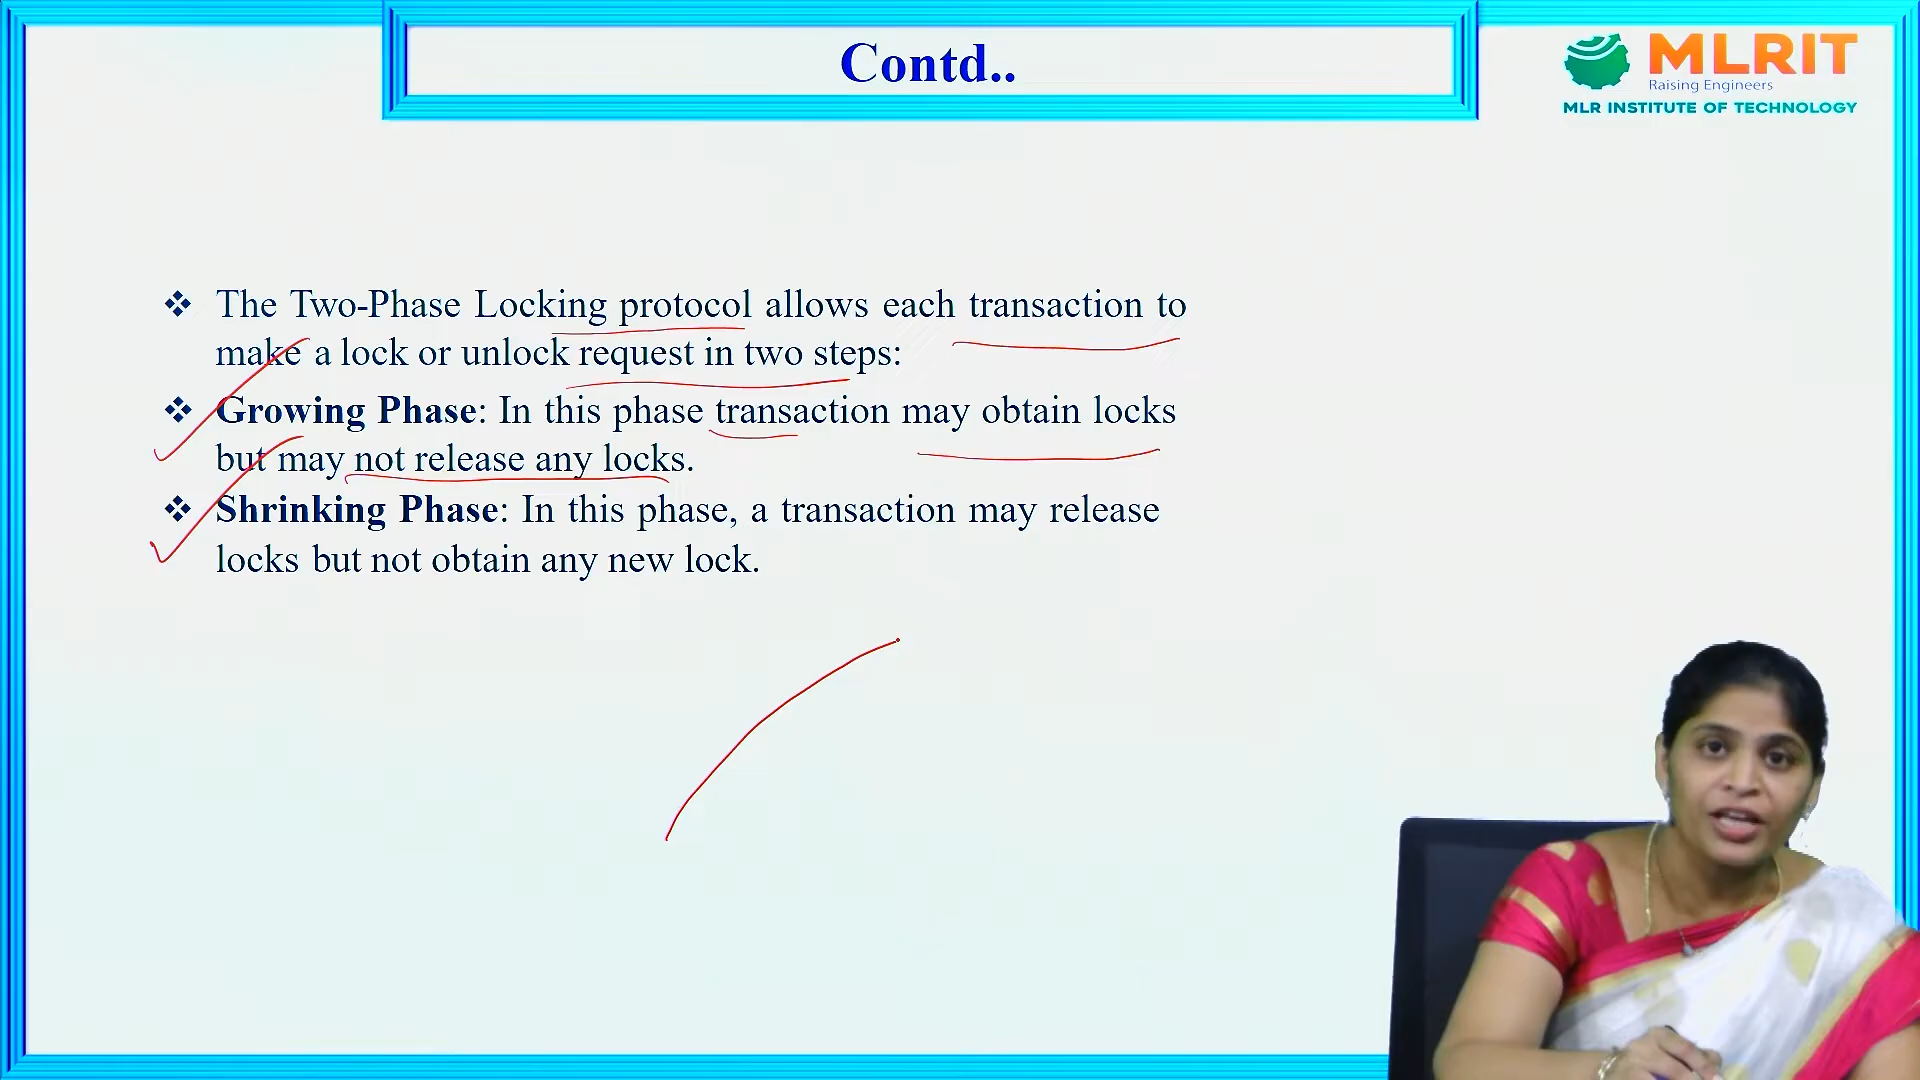 Contd..
MLRIT
Raising Engineers
MLR INSTITUTE OF TECHNOLOGY
❖ The Two-Phase Locking protocol allows each transaction to
make a lock or unlock request in two steps:
❖ Growing Phase: In this phase transaction may obtain locks
but may not release any locks.
❖ Shrinking Phase: In this phase, a transaction may release
locks but not obtain any new lock.